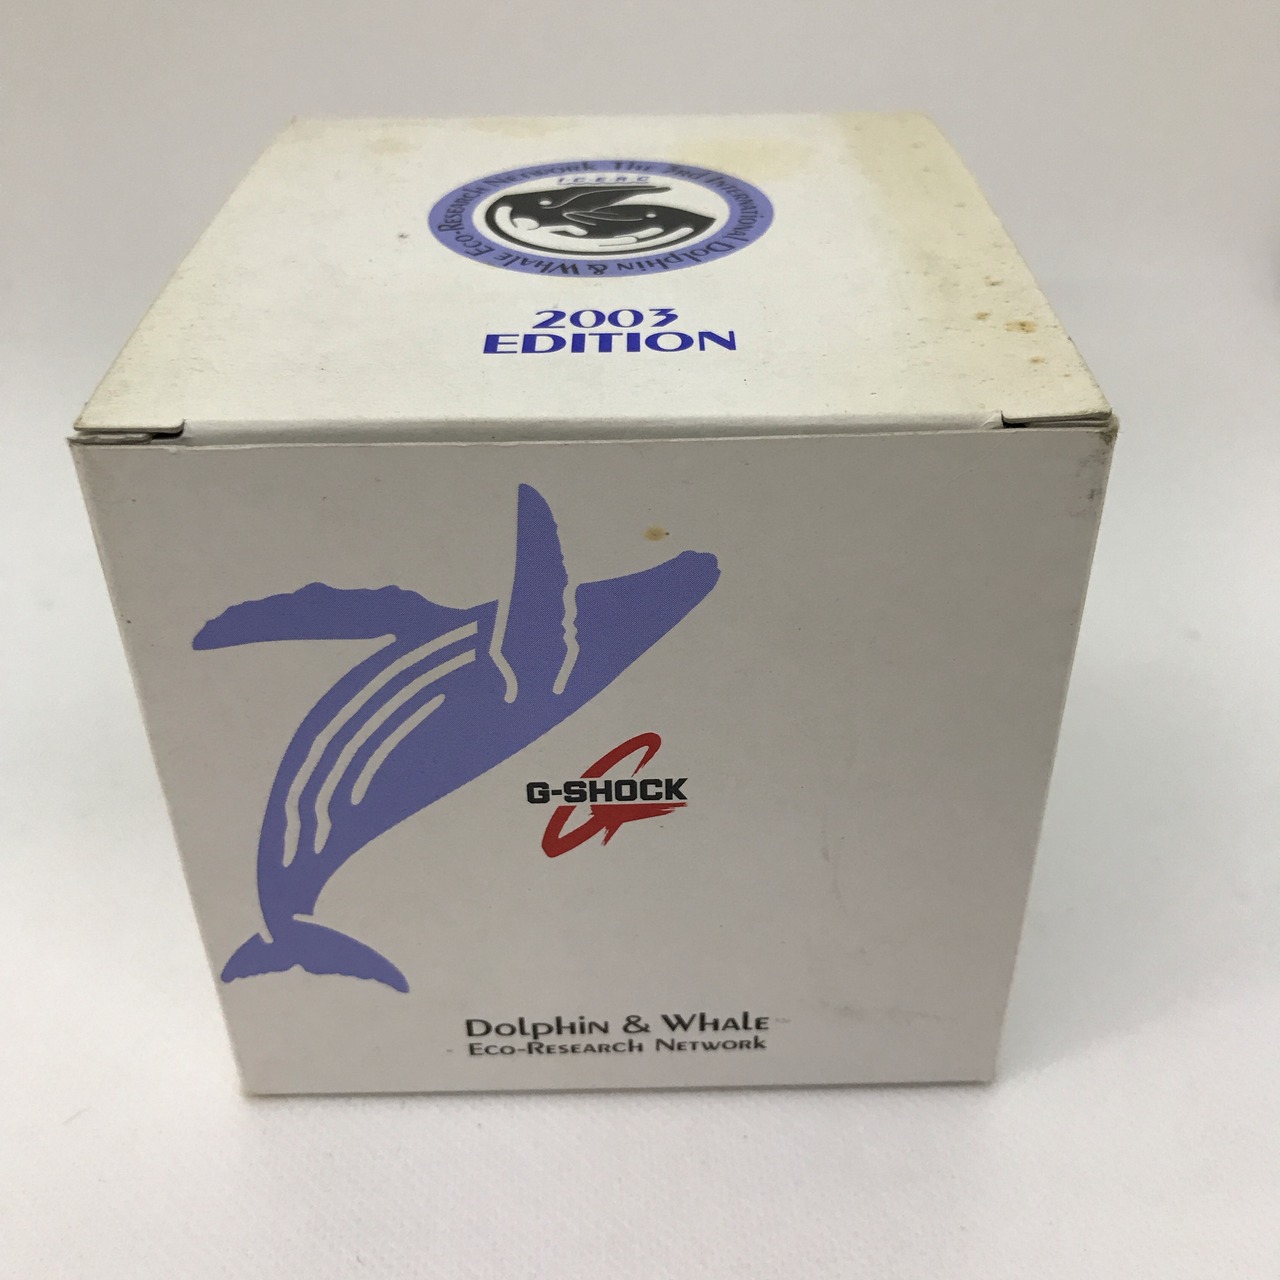 The 2nd International Dolphin & Whale Eco-Research Network
I.C.E.R.C
2003
EDITION
G-SHOCK
Dolphin & Whale
Eco-Research Network